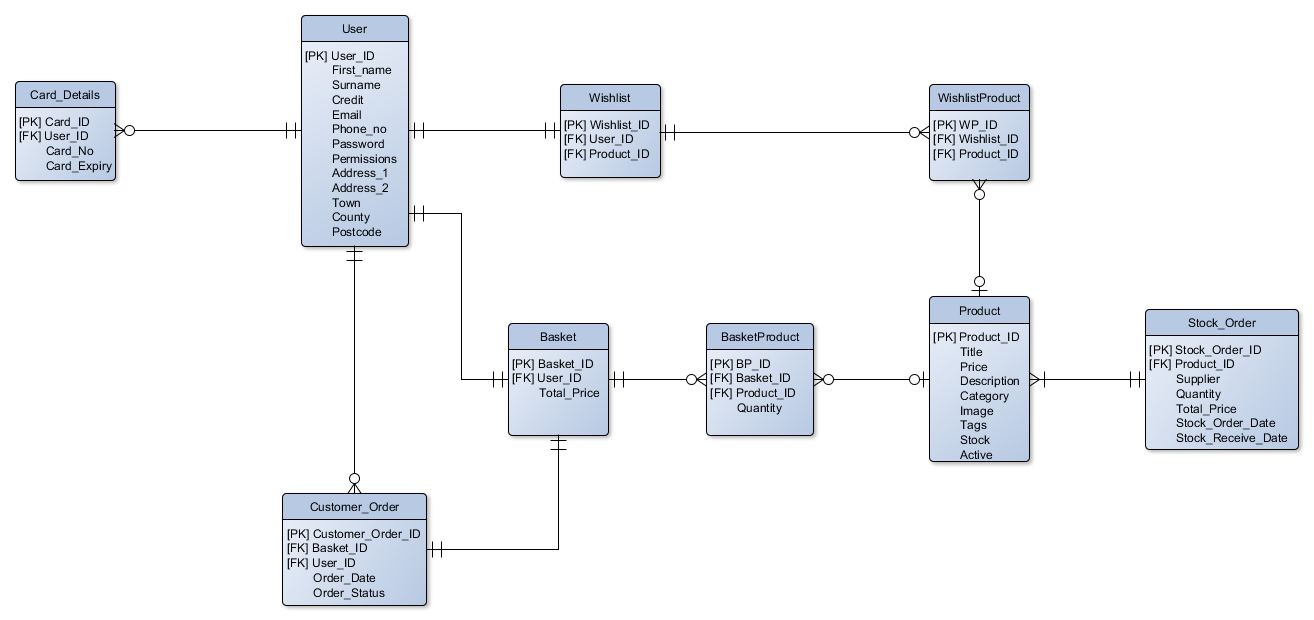 User
[PK] User_ID
First_name
Surname
Credit
Email
Phone_no
Password
Permissions
Address_1
Address_2
Town
County
Postcode
Card_Details
[PK] Card_ID
[FK] User_ID
Card_No
Card_Expiry
Wishlist
[PK] Wishlist_ID
[FK] User_ID
[FK] Product_ID
WishlistProduct
[PK] WP_ID
[FK] Wishlist_ID
[FK] Product_ID
Basket
[PK] Basket_ID
[FK] User_ID
Total_Price
BasketProduct
[PK] BP_ID
[FK] Basket_ID
[FK] Product_ID
Quantity
Product
[PK] Product_ID
Title
Price
Description
Category
Image
Tags
Stock
Active
Stock_Order
[PK] Stock_Order_ID
[FK] Product_ID
Supplier
Quantity
Total_Price
Stock_Order_Date
Stock_Receive_Date
Customer_Order
[PK] Customer_Order_ID
[FK] Basket_ID
[FK] User_ID
Order_Date
Order_Status